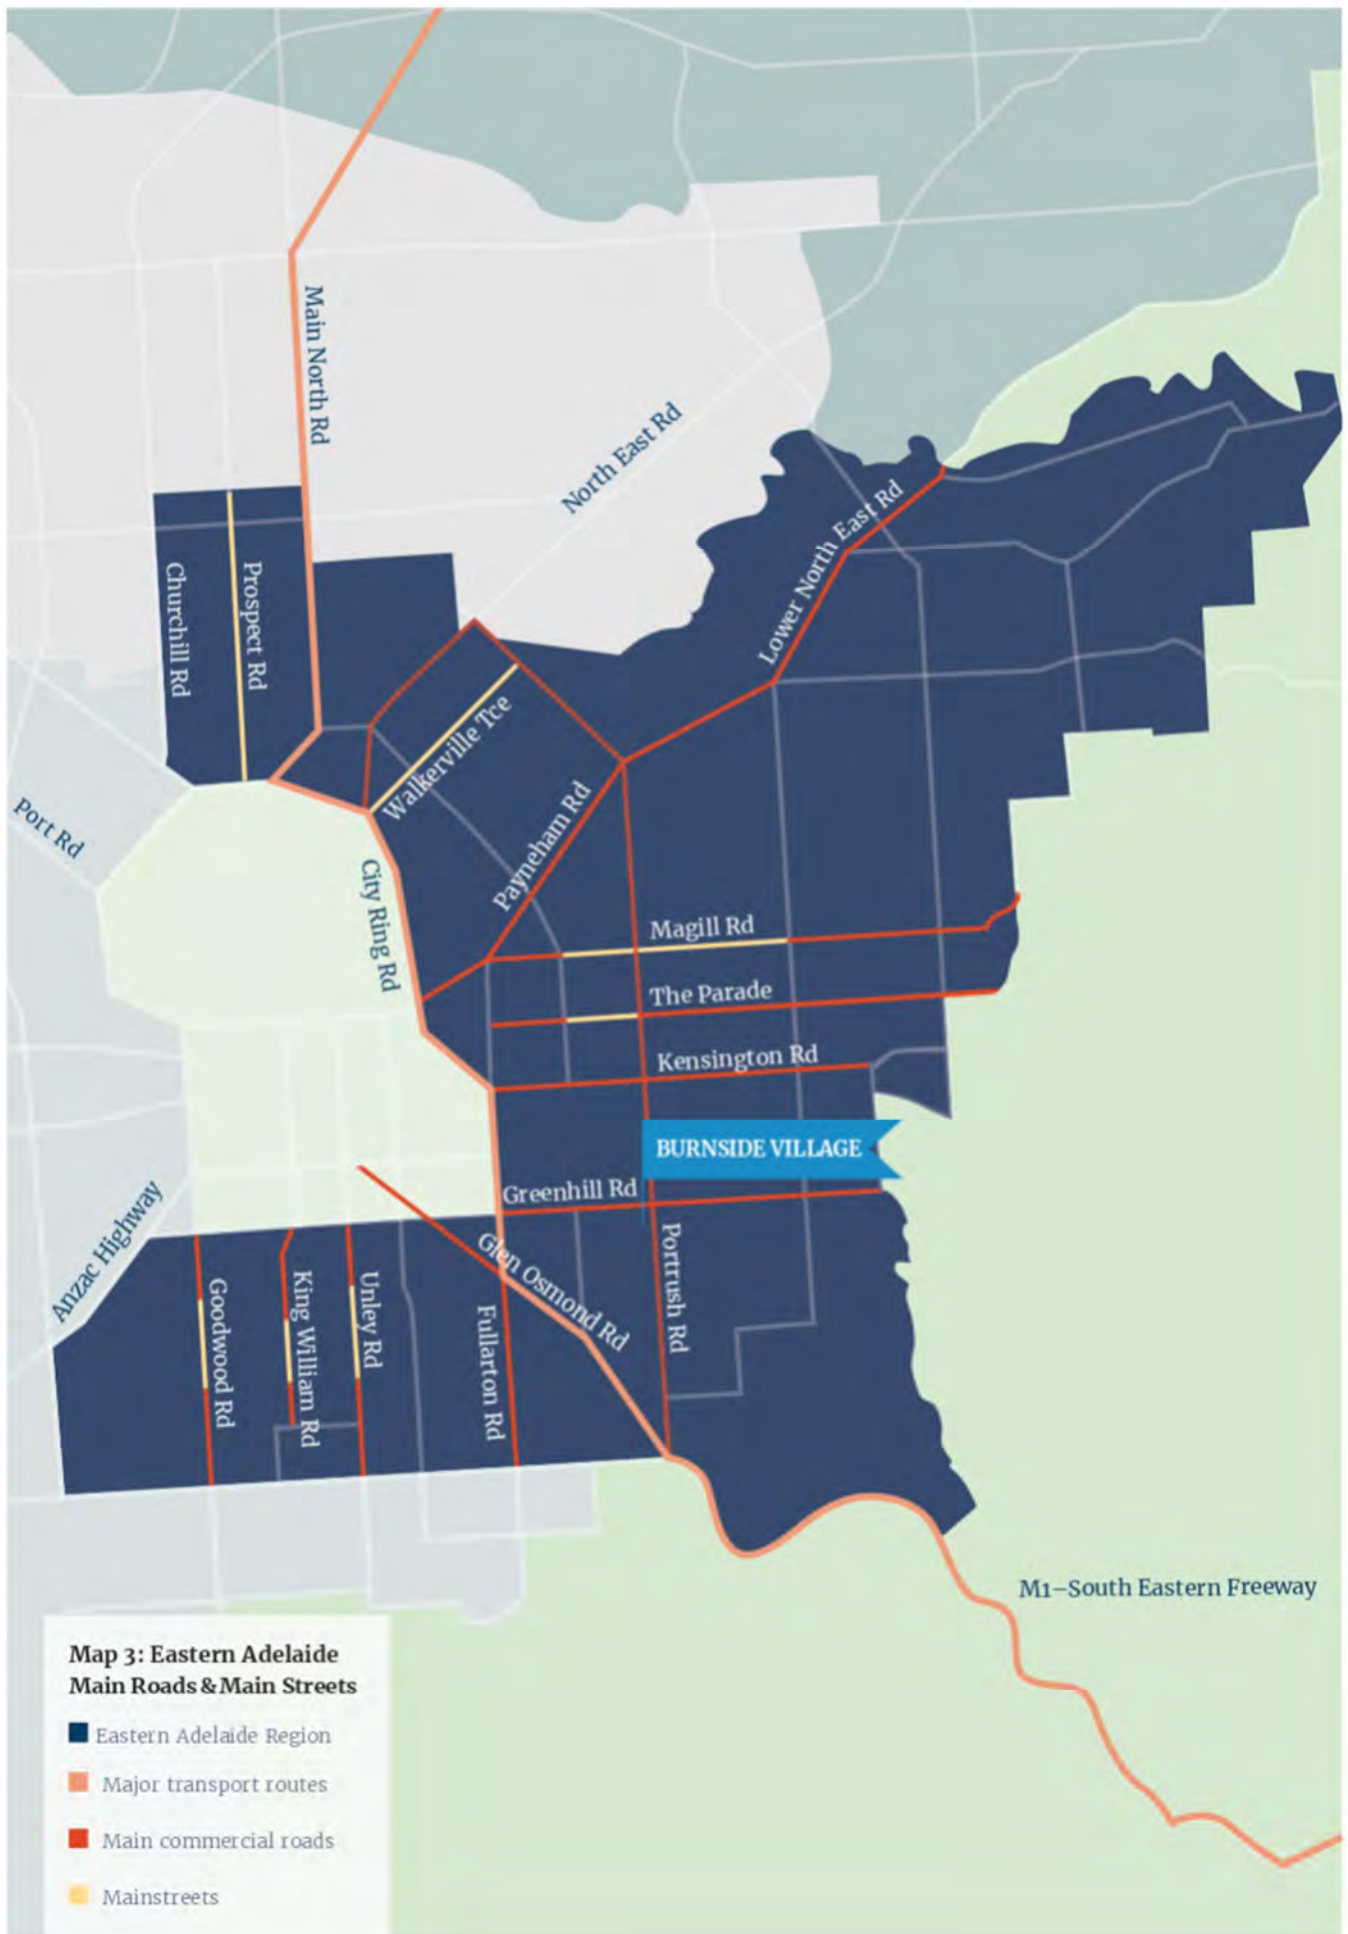 Main North Rd
North East Rd
Churchill Rd
Prospect Rd
Lower North East Rd
Walkerville Tce
Payneham Rd
Port Rd
City Ring Rd
Magill Rd
The Parade
Kensington Rd
BURNSIDE VILLAGE
Greenhill Rd
Anzac Highway
Goodwood Rd
King William Rd
Unley Rd
Fullarton Rd
Glen Osmond Rd
Portrush Rd
M1–South Eastern Freeway
Map 3: Eastern Adelaide
Main Roads & Main Streets
Eastern Adelaide Region
Major transport routes
Main commercial roads
Mainstreets